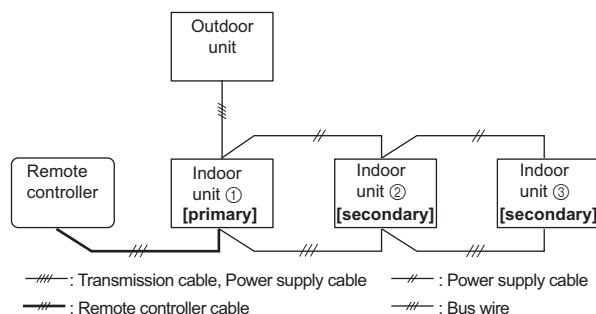 Outdoor
unit
Remote
controller
Indoor
unit ①
[primary]
Indoor
unit ②
[secondary]
Indoor
unit ③
[secondary]
: Transmission cable, Power supply cable
: Power supply cable
: Remote controller cable
: Bus wire